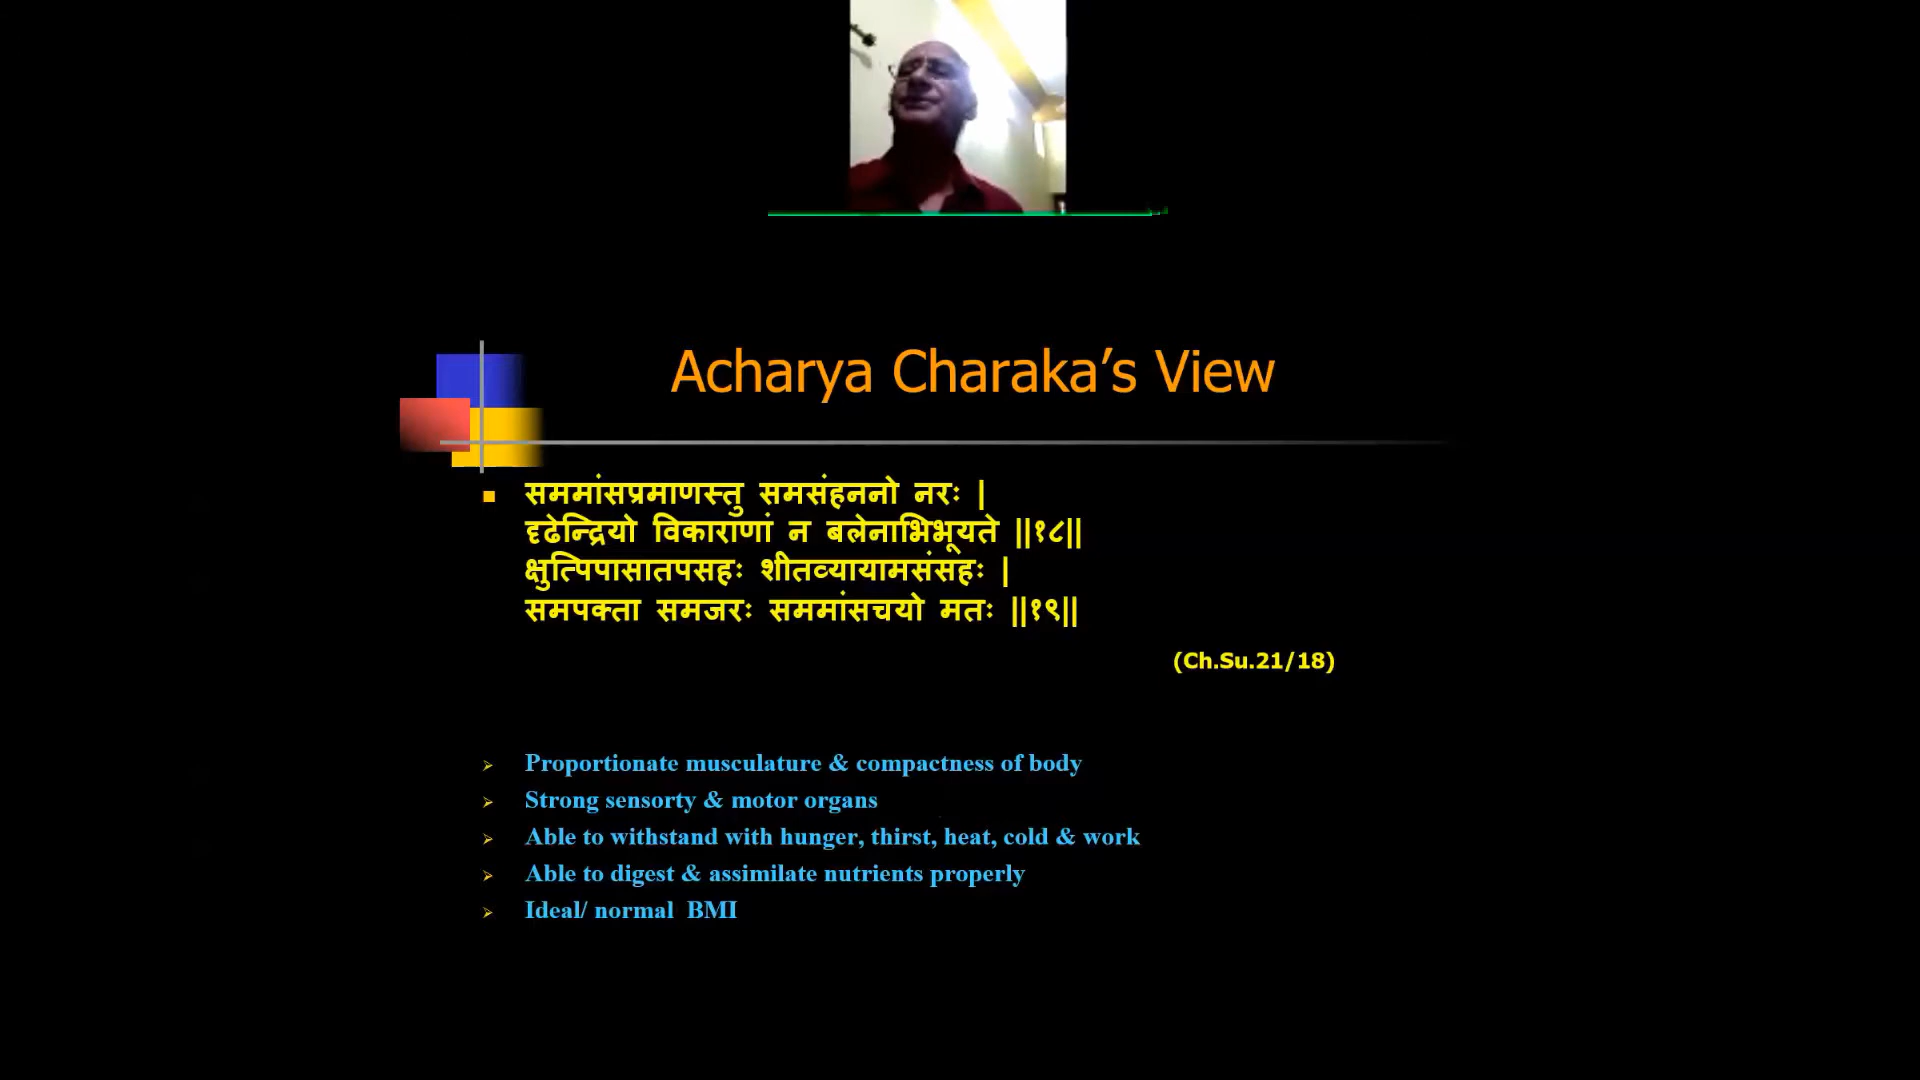 Acharya Charaka’s View
सममांसप्रमाणस्तु समसंहननो नरः |
दृढेन्द्रियो विकाराणां न बलेनाभिभूयते ||१८||
क्षुत्पिपासातपसहः शीतव्यायामसंसहः |
समपक्ता समजरः सममांसचयो मतः ||१९||
(Ch.Su.21/18)
Proportionate musculature & compactness of body
Strong sensorty & motor organs
Able to withstand with hunger, thirst, heat, cold & work
Able to digest & assimilate nutrients properly
Ideal/ normal BMI